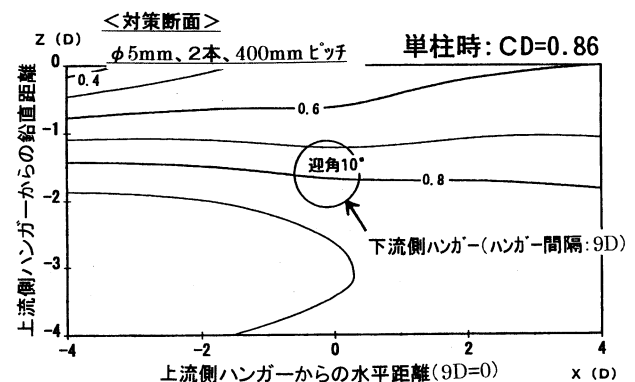 <対策断面>
φ5mm、2本、400mmピッチ
単柱時:CD=0.86
Z (D)
上流側ハンガーからの鉛直距離
0
-1
-2
-3
-4
0.4
0.6
0.8
迎角10°
下流側ハンガー(ハンガー間隔:9D)
-4
-2
0
2
4
上流側ハンガーからの水平距離(9D=0)
X (D)